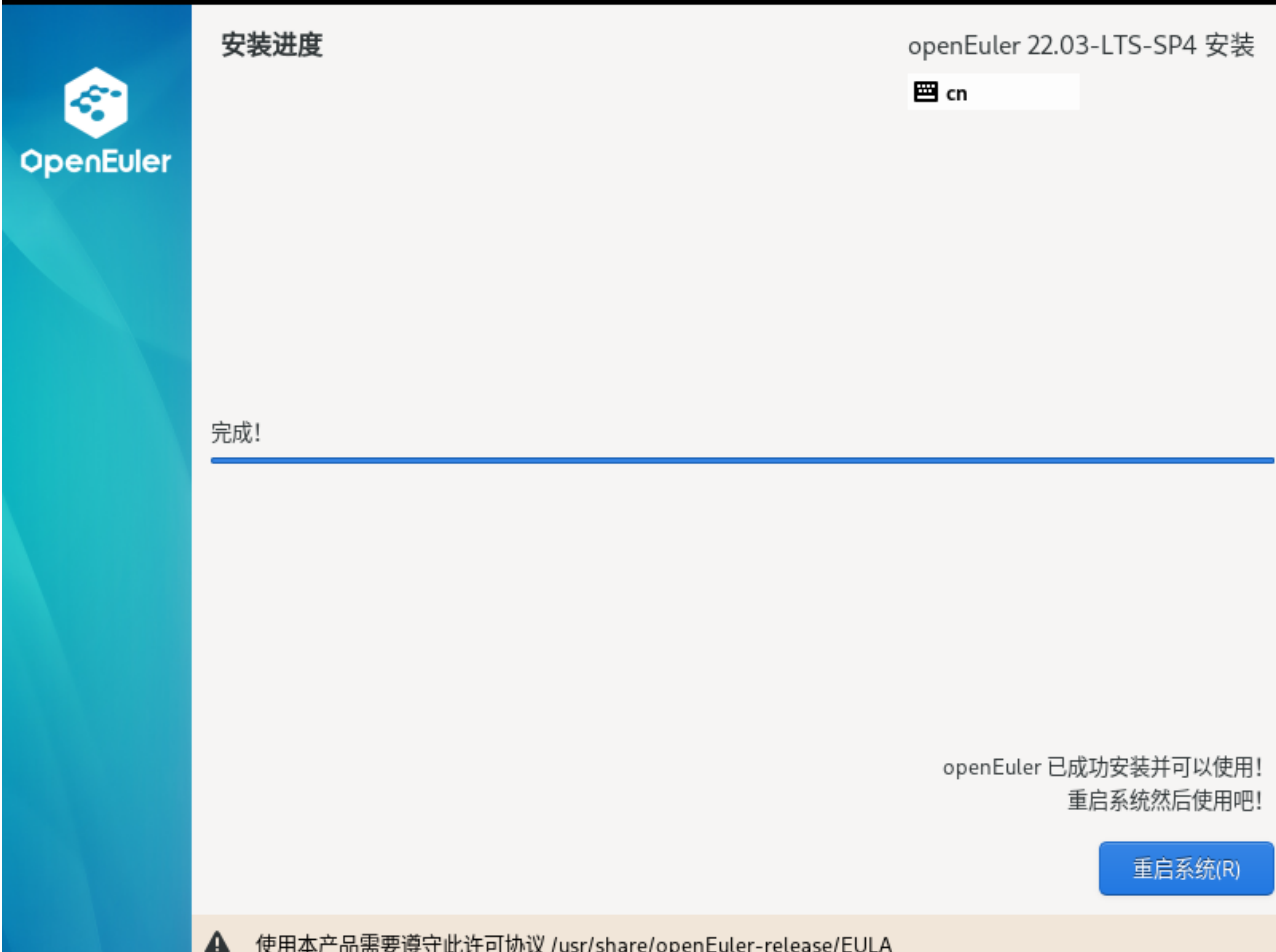 安装进度
openEuler 22.03-LTS-SP4 安装
cn
OpenEuler
完成!
openEuler 已成功安装并可以使用!
重启系统然后使用吧!
重启系统(R)
使用本产品需要遵守此许可协议 /usr/share/openEuler-release/EULA